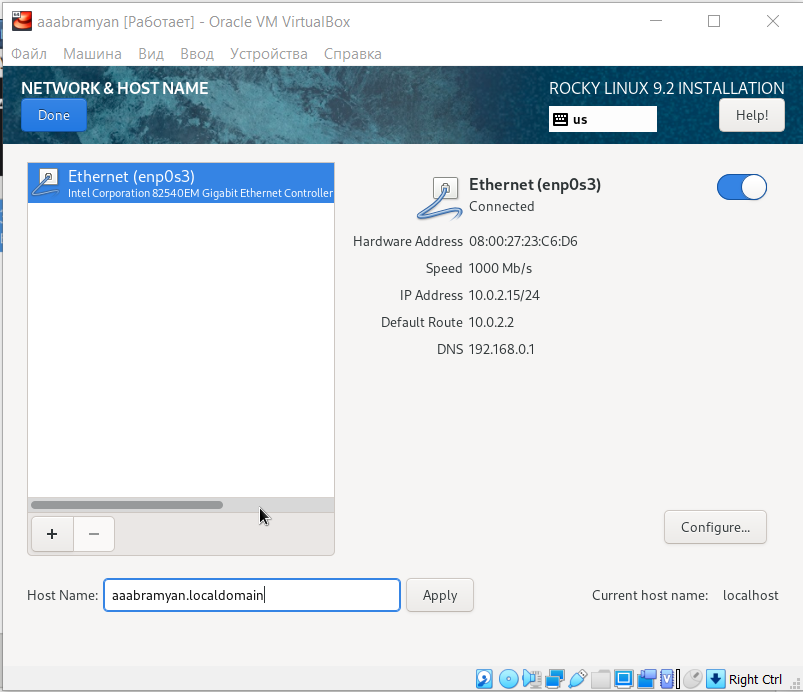 aaabramyan [Работает] - Oracle VM VirtualBox
Файл Машина Вид Ввод Устройства Справка
NETWORK & HOST NAME
ROCKY LINUX 9.2 INSTALLATION
Done
us
Help!
Ethernet (enp0s3)
Intel Corporation 82540EM Gigabit Ethernet Controller
Ethernet (enp0s3)
Connected
Hardware Address 08:00:27:23:C6:D6
Speed 1000 Mb/s
IP Address 10.0.2.15/24
Default Route 10.0.2.2
DNS 192.168.0.1
+ −
Configure...
Host Name: aaabramyan.localdomain Apply Current host name: localhost
Right Ctrl